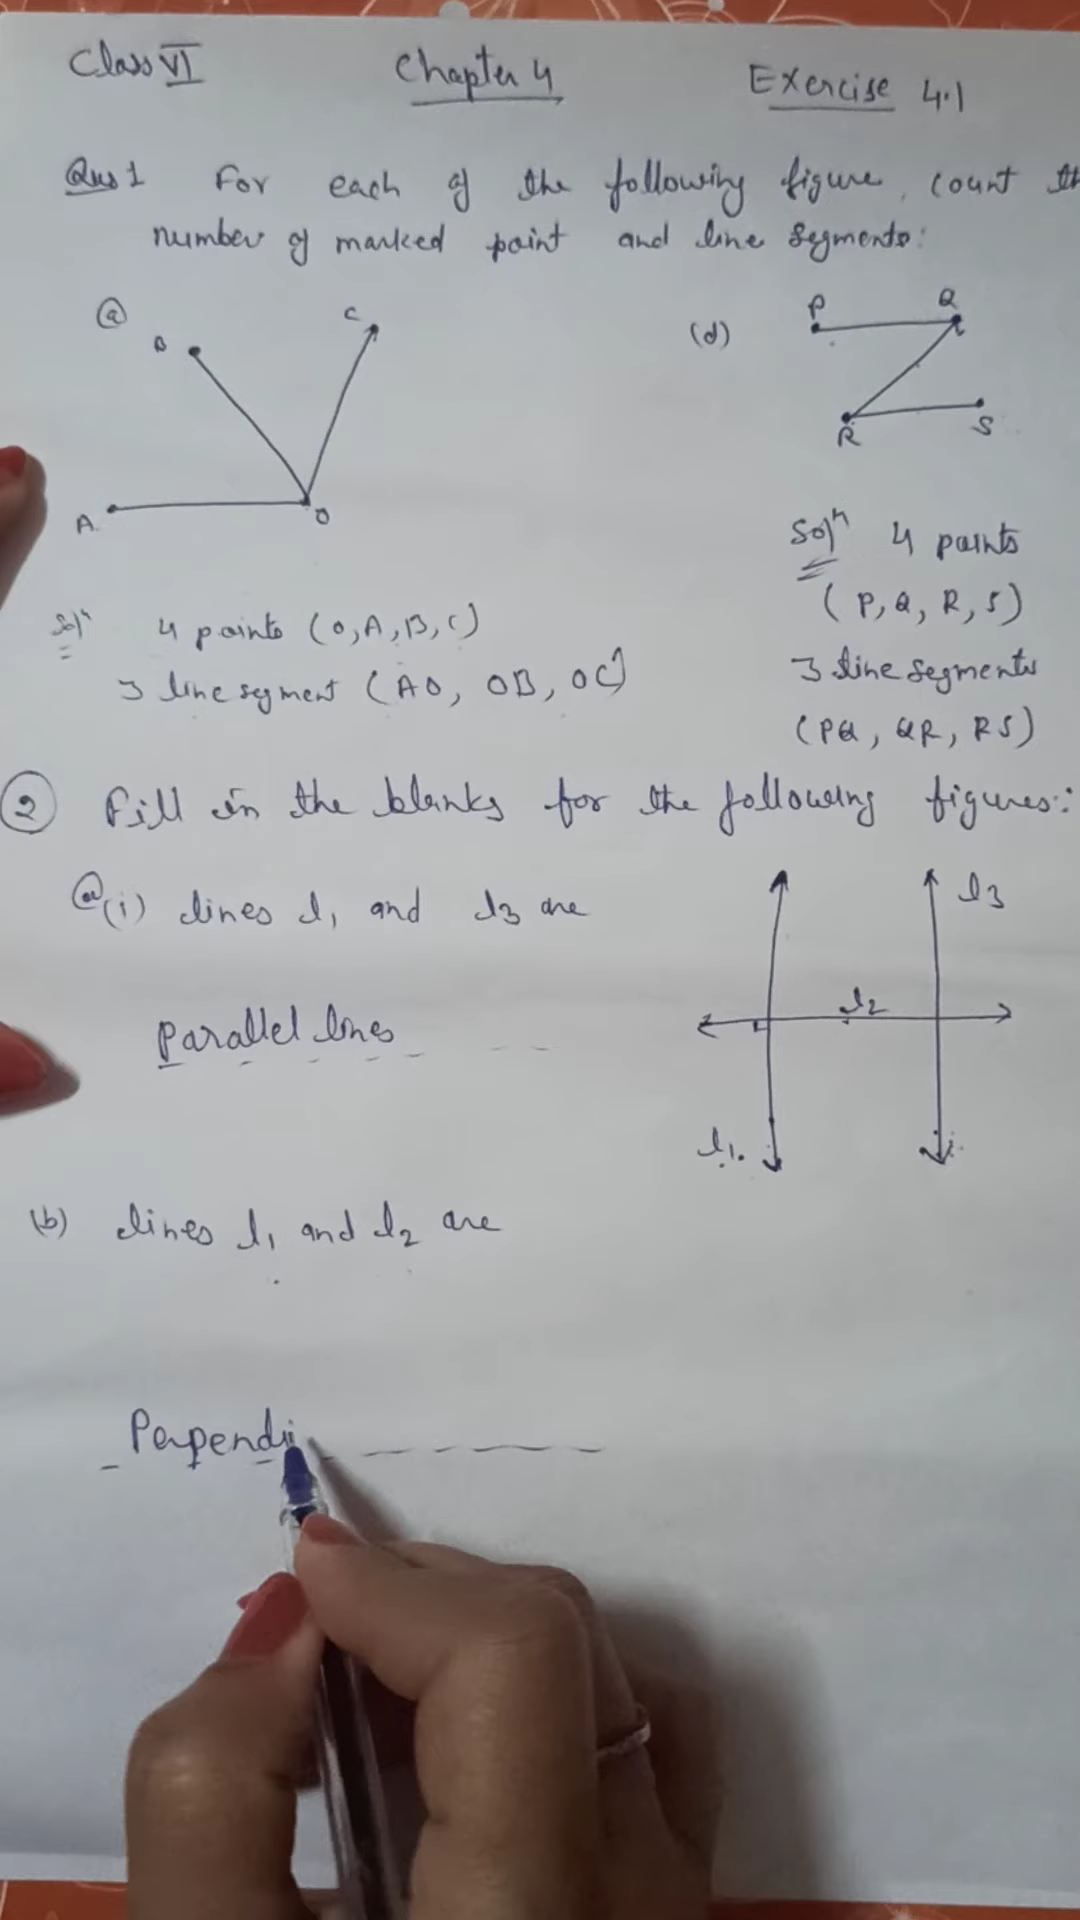 Class VI Chapter 4 Exercise 4.1
Ques 1 For each of the following figure, count th
number of marked point and line segments:
(a) B C
A O
(d) P Q
R S
Soln 4 points (O, A, B, C)
3 line segment (AO, OB, OC)
Soln 4 points
(P, Q, R, S)
3 line segments
(PQ, QR, RS)
2 Fill in the blanks for the following figures:
(a) (i) lines l1 and l3 are
Parallel lines
l3
l2
l1
(b) lines l1 and l2 are
Perpendi